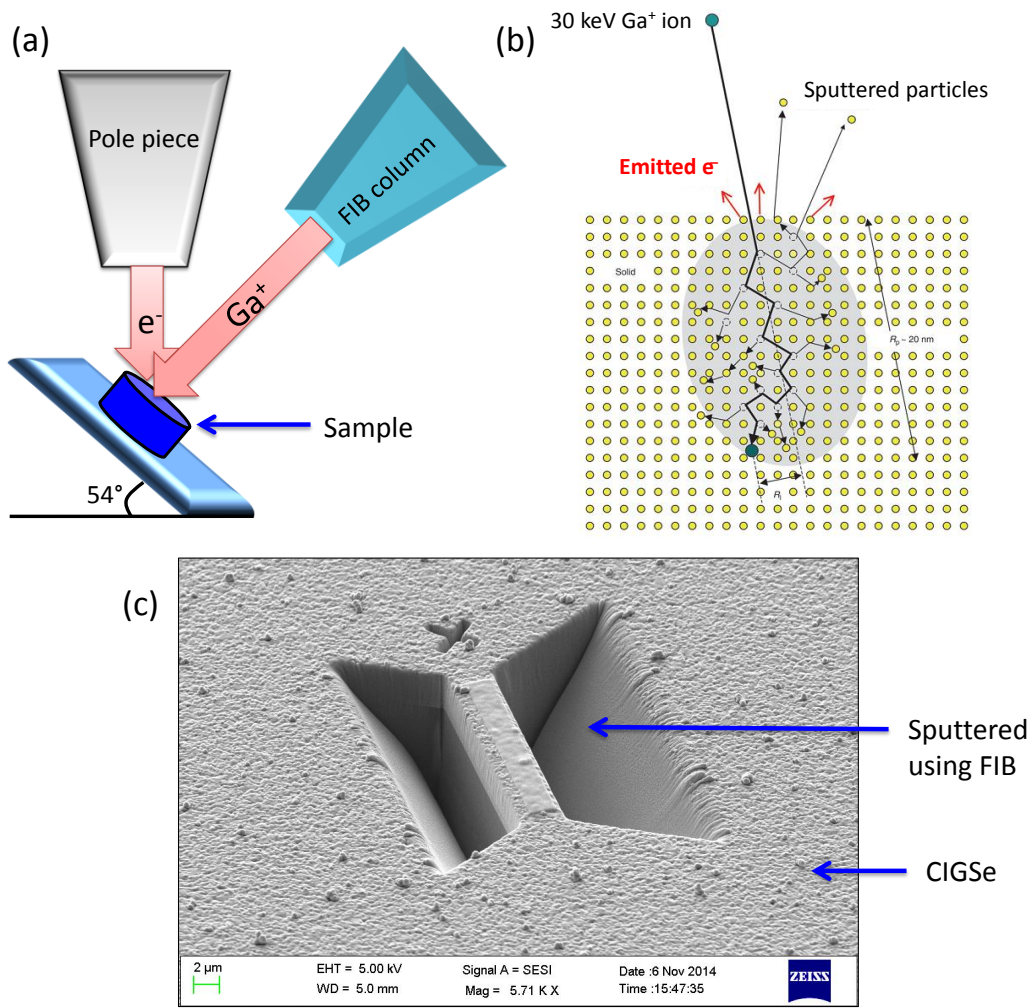 (a)
Pole piece
FIB column
e-
Ga+
Sample
54°
(b)
30 keV Ga+ ion
Sputtered particles
Emitted e-
Solid
Rp ~ 20 nm
Rl
(c)
Sputtered
using FIB
CIGSe
2 µm
EHT = 5.00 kV
WD = 5.0 mm
Signal A = SESI
Mag = 5.71 K X
Date :6 Nov 2014
Time :15:47:35
ZEISS